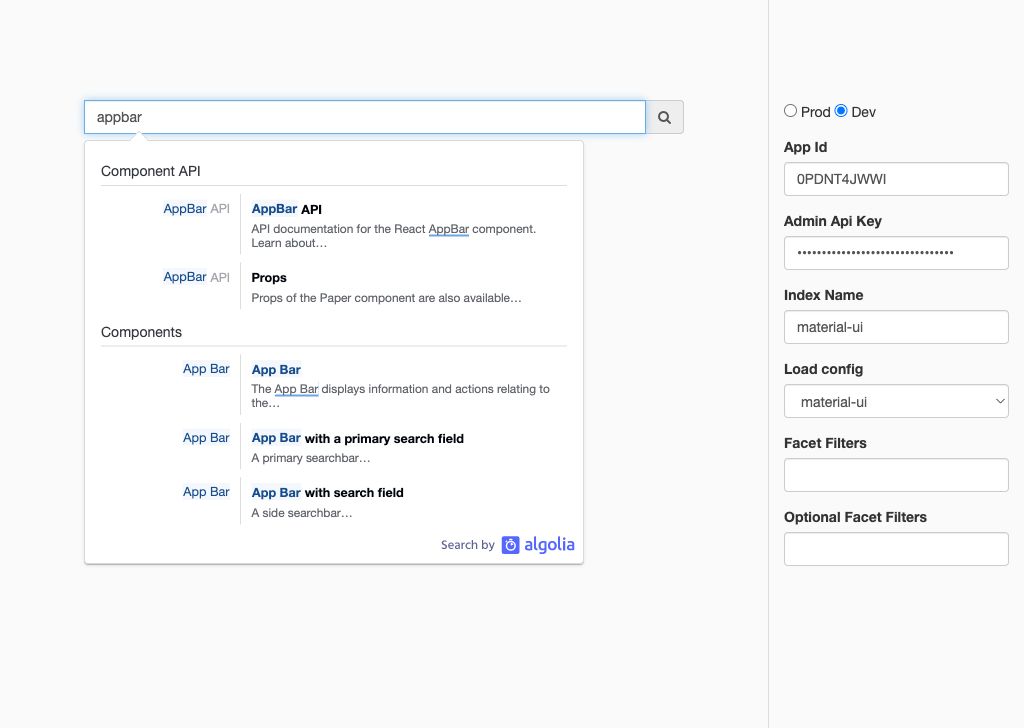 appbar
Component API
AppBar API
AppBar API
API documentation for the React AppBar component.
Learn about…
AppBar API
Props
Props of the Paper component are also available…
Components
App Bar
App Bar
The App Bar displays information and actions relating to
the…
App Bar
App Bar with a primary search field
A primary searchbar…
App Bar
App Bar with search field
A side searchbar…
Search by algolia
Prod Dev
App Id
0PDNT4JWWI
Admin Api Key
Index Name
material-ui
Load config
material-ui
Facet Filters
Optional Facet Filters